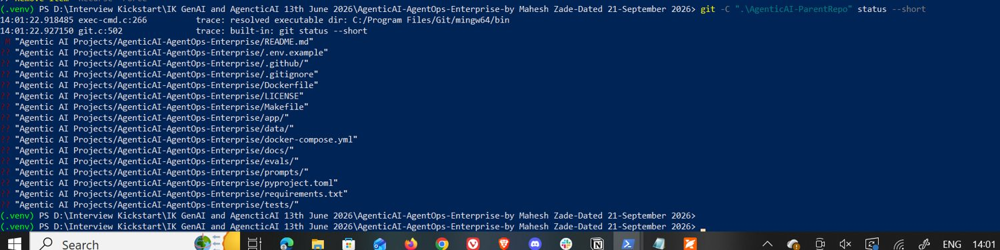 (.venv) PS D:\Interview Kickstart\IK GenAI and AgencticAI 13th June 2026\AgenticAI-AgentOps-Enterprise-by Mahesh Zade-Dated 21-September 2026> git -C ".\AgenticAI-ParentRepo" status --short
14:01:22.918485 exec-cmd.c:266          trace: resolved executable dir: C:/Program Files/Git/mingw64/bin
14:01:22.927150 git.c:502               trace: built-in: git status --short
 M "Agentic AI Projects/AgenticAI-AgentOps-Enterprise/README.md"
?? "Agentic AI Projects/AgenticAI-AgentOps-Enterprise/.env.example"
?? "Agentic AI Projects/AgenticAI-AgentOps-Enterprise/.github/"
?? "Agentic AI Projects/AgenticAI-AgentOps-Enterprise/.gitignore"
?? "Agentic AI Projects/AgenticAI-AgentOps-Enterprise/Dockerfile"
?? "Agentic AI Projects/AgenticAI-AgentOps-Enterprise/LICENSE"
?? "Agentic AI Projects/AgenticAI-AgentOps-Enterprise/Makefile"
?? "Agentic AI Projects/AgenticAI-AgentOps-Enterprise/app/"
?? "Agentic AI Projects/AgenticAI-AgentOps-Enterprise/data/"
?? "Agentic AI Projects/AgenticAI-AgentOps-Enterprise/docker-compose.yml"
?? "Agentic AI Projects/AgenticAI-AgentOps-Enterprise/docs/"
?? "Agentic AI Projects/AgenticAI-AgentOps-Enterprise/evals/"
?? "Agentic AI Projects/AgenticAI-AgentOps-Enterprise/prompts/"
?? "Agentic AI Projects/AgenticAI-AgentOps-Enterprise/pyproject.toml"
?? "Agentic AI Projects/AgenticAI-AgentOps-Enterprise/requirements.txt"
?? "Agentic AI Projects/AgenticAI-AgentOps-Enterprise/tests/"
(.venv) PS D:\Interview Kickstart\IK GenAI and AgencticAI 13th June 2026\AgenticAI-AgentOps-Enterprise-by Mahesh Zade-Dated 21-September 2026>
(.venv) PS D:\Interview Kickstart\IK GenAI and AgencticAI 13th June 2026\AgenticAI-AgentOps-Enterprise-by Mahesh Zade-Dated 21-September 2026>
Search ENG 14:01